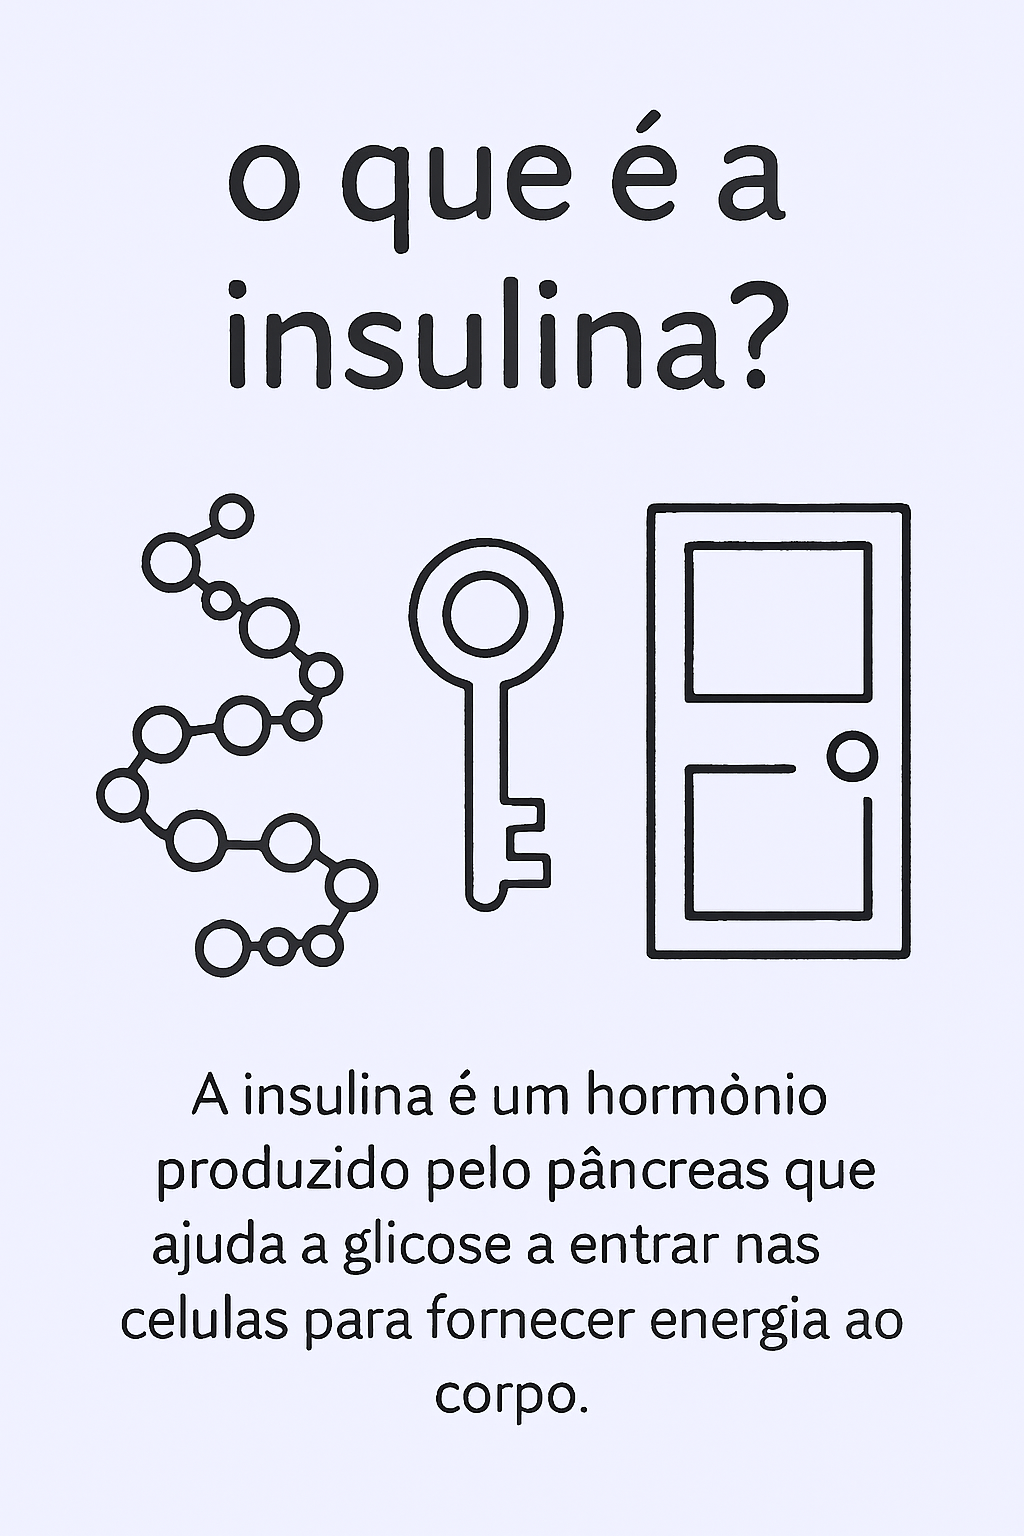 o que é a
insulina?
A insulina é um hormònio
produzido pelo pâncreas que
ajuda a glicose a entrar nas
celulas para fornecer energia ao
corpo.